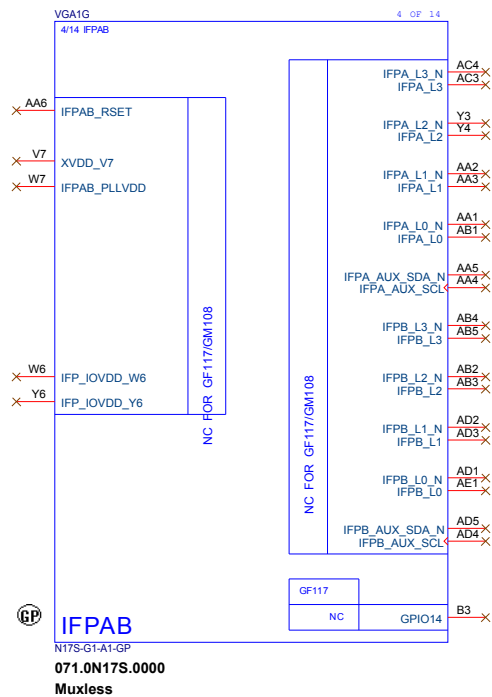 VGA1G
4 OF 14
4/14 IFPAB
AA6 IFPAB_RSET
V7 XVDD_V7
W7 IFPAB_PLLVDD
W6 IFP_IOVDD_W6
Y6 IFP_IOVDD_Y6
NC FOR GF117/GM108
NC FOR GF117/GM108
IFPA_L3_N AC4
IFPA_L3 AC3
IFPA_L2_N Y3
IFPA_L2 Y4
IFPA_L1_N AA2
IFPA_L1 AA3
IFPA_L0_N AA1
IFPA_L0 AB1
IFPA_AUX_SDA_N AA5
IFPA_AUX_SCL AA4
IFPB_L3_N AB4
IFPB_L3 AB5
IFPB_L2_N AB2
IFPB_L2 AB3
IFPB_L1_N AD2
IFPB_L1 AD3
IFPB_L0_N AD1
IFPB_L0 AE1
IFPB_AUX_SDA_N AD5
IFPB_AUX_SCL AD4
GF117
NC GPIO14 B3
GP
IFPAB
N17S-G1-A1-GP
071.0N17S.0000
Muxless